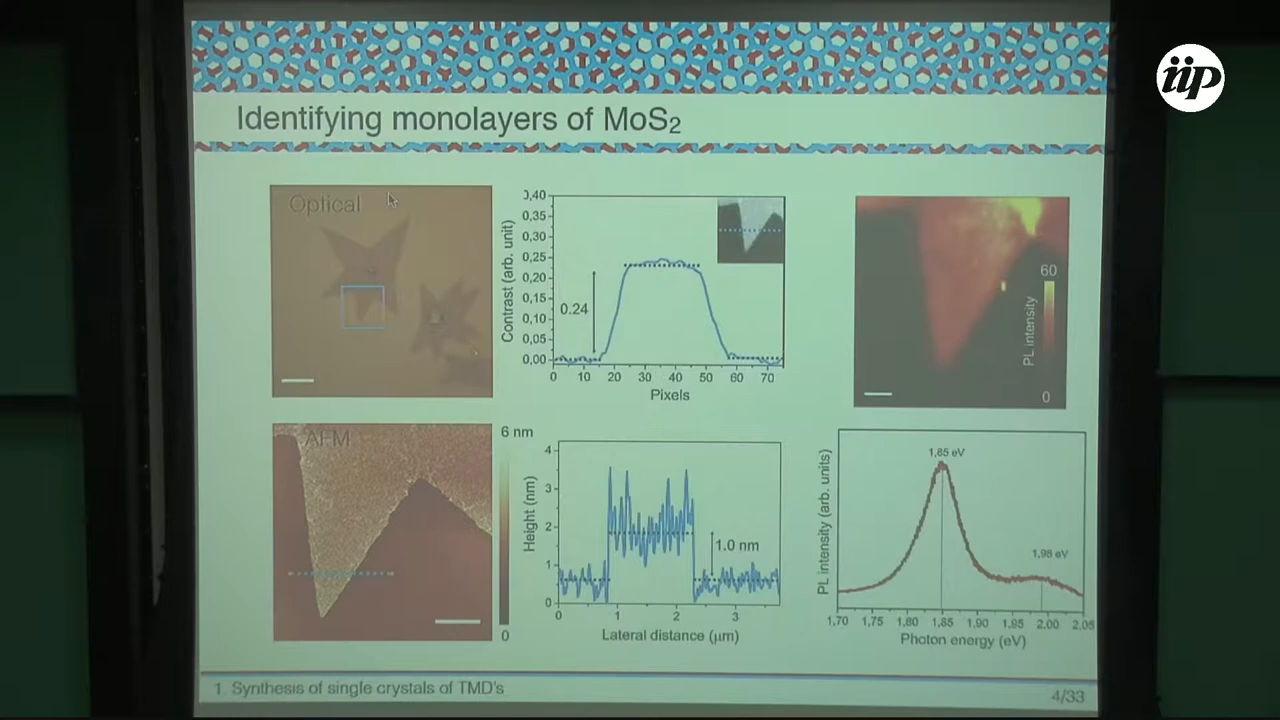 iip
Identifying monolayers of MoS₂
Optical
Contrast (arb. unit)
0,40
0,35
0,30
0,25
0,20
0,15
0,10
0,05
0,00
0.24
0 10 20 30 40 50 60 70
Pixels
60
PL intensity
0
AFM
6 nm
0
Height (nm)
4
3
2
1
0
1.0 nm
0 1 2 3
Lateral distance (μm)
PL intensity (arb. units)
1,85 eV
1,98 eV
1,70 1,75 1,80 1,85 1,90 1,95 2,00 2,05
Photon energy (eV)
1. Synthesis of single crystals of TMD's
4/33